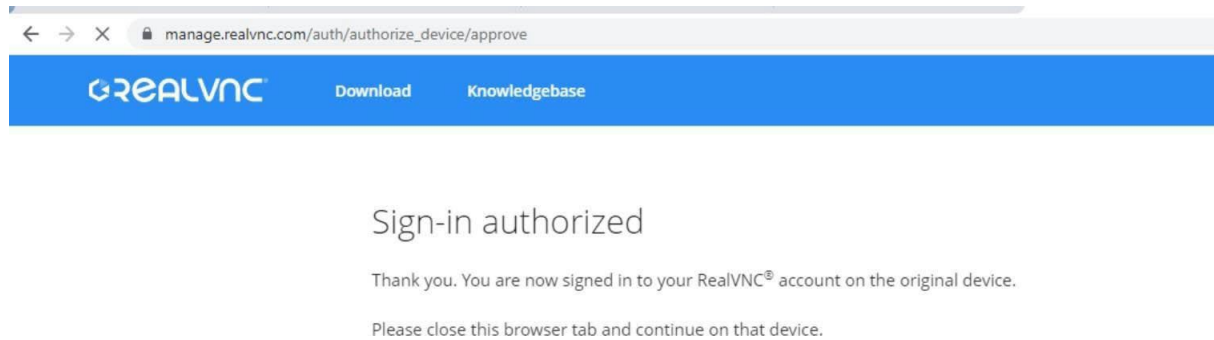 manage.realvnc.com/auth/authorize_device/approve
REALVNC® Download Knowledgebase
Sign-in authorized
Thank you. You are now signed in to your RealVNC® account on the original device.
Please close this browser tab and continue on that device.